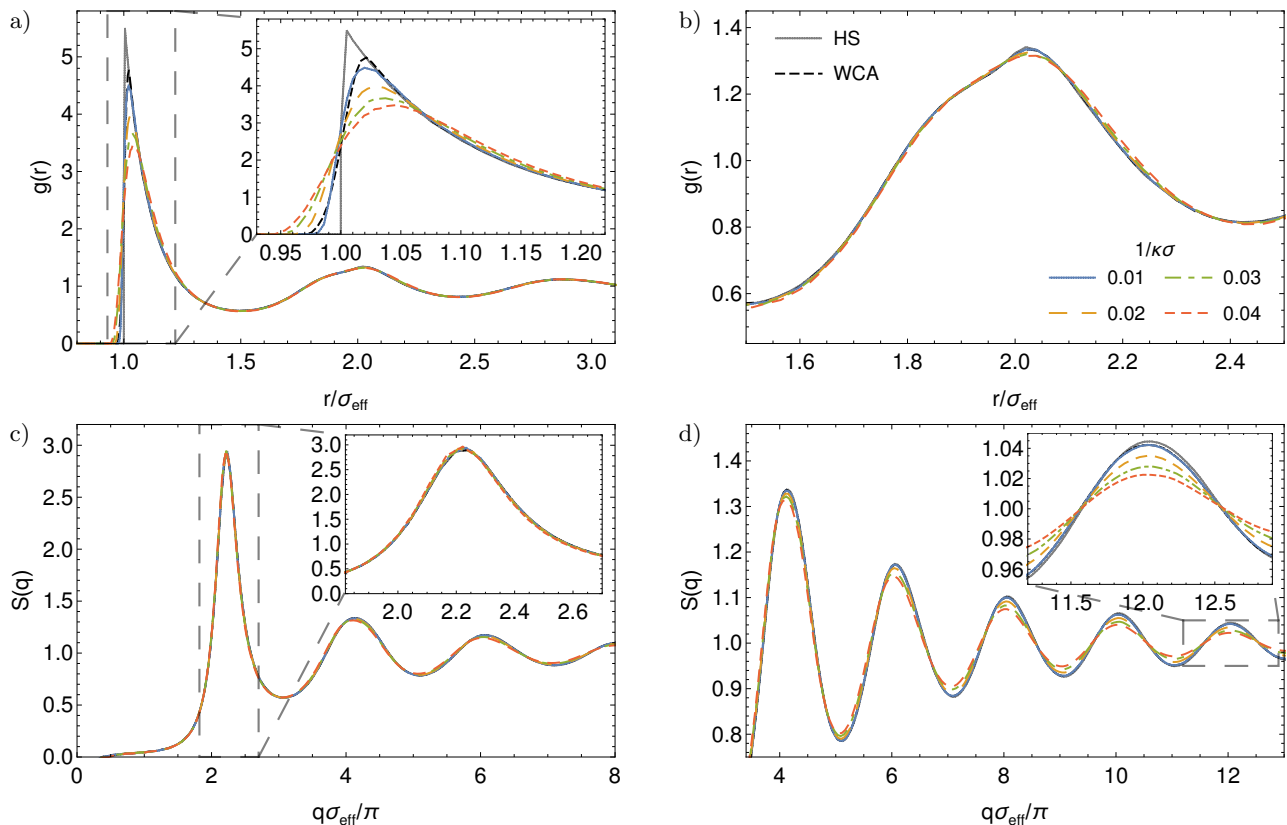 a)
g(r)
5
4
3
2
1
0
1.0 1.5 2.0 2.5 3.0
r/σeff
5
4
3
2
1
0
0.95 1.00 1.05 1.10 1.15 1.20
b)
g(r)
1.4
1.2
1.0
0.8
0.6
1.6 1.8 2.0 2.2 2.4
r/σeff
HS
WCA
1/κσ
0.01 0.03
0.02 0.04
c)
S(q)
3.0
2.5
2.0
1.5
1.0
0.5
0.0
0 2 4 6 8
qσeff/π
3.0
2.5
2.0
1.5
1.0
0.5
0.0
2.0 2.2 2.4 2.6
d)
S(q)
1.4
1.3
1.2
1.1
1.0
0.9
0.8
4 6 8 10 12
qσeff/π
1.04
1.02
1.00
0.98
0.96
11.5 12.0 12.5